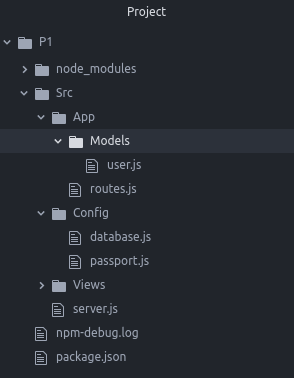 Project
P1
node_modules
Src
App
Models
user.js
routes.js
Config
database.js
passport.js
Views
server.js
npm-debug.log
package.json